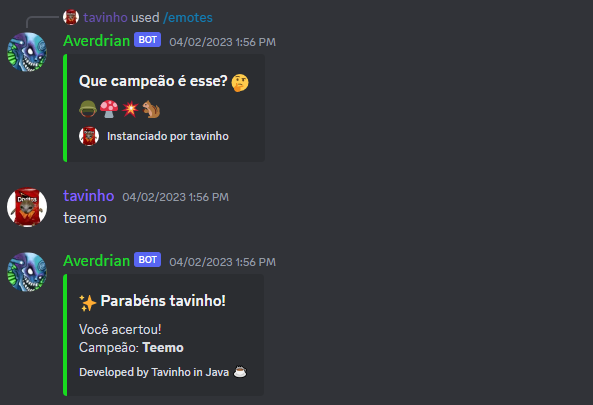 tavinho used /emotes
Averdrian BOT 04/02/2023 1:56 PM
Que campeão é esse? 🤔
🪖🍄💥🐿️
Instanciado por tavinho
tavinho 04/02/2023 1:56 PM
teemo
Averdrian BOT 04/02/2023 1:56 PM
✨ Parabéns tavinho!
Você acertou!
Campeão: Teemo
Developed by Tavinho in Java ☕